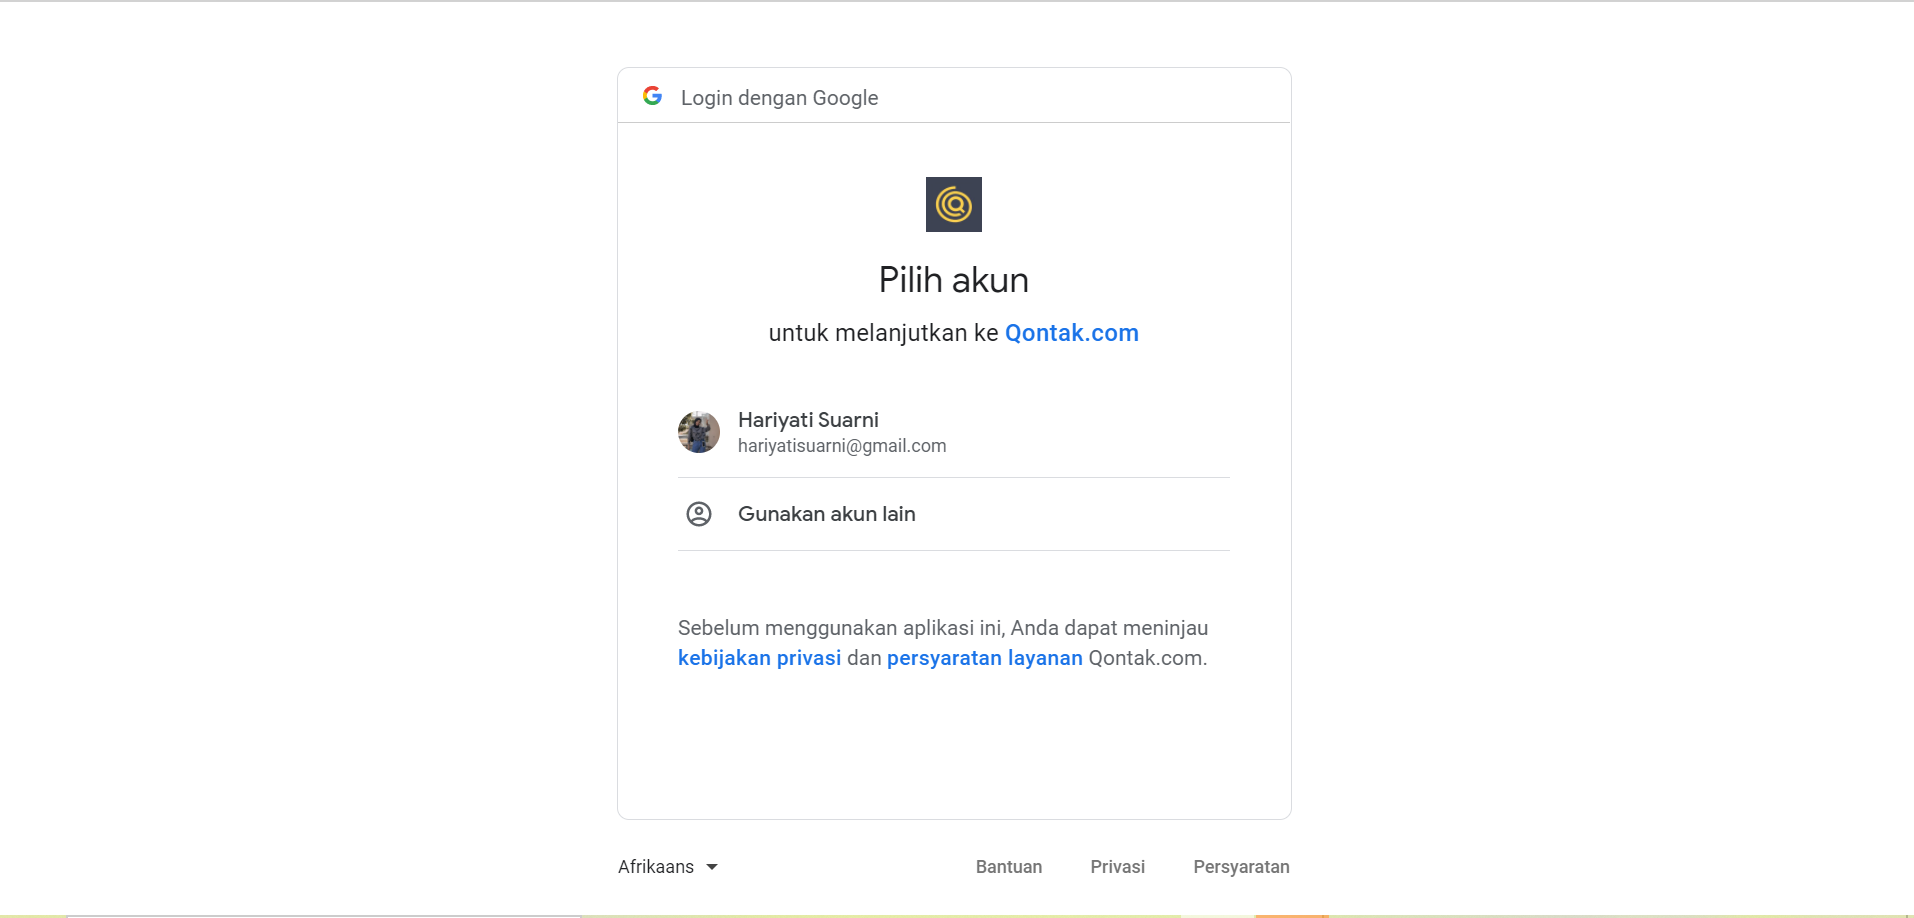 Login dengan Google
Pilih akun
untuk melanjutkan ke Qontak.com
Hariyati Suarni
hariyatisuarni@gmail.com
Gunakan akun lain
Sebelum menggunakan aplikasi ini, Anda dapat meninjau
kebijakan privasi dan persyaratan layanan Qontak.com.
Afrikaans
Bantuan
Privasi
Persyaratan